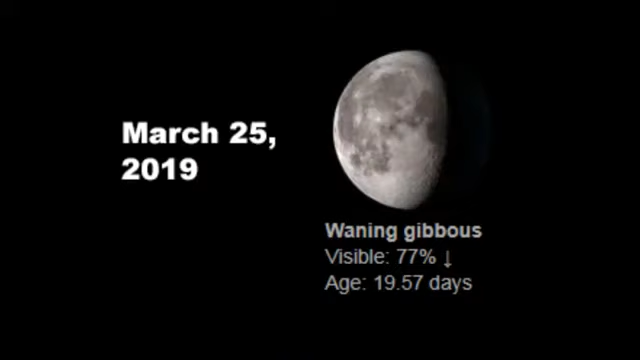 March 25,
2019
Waning gibbous
Visible: 77% ↓
Age: 19.57 days